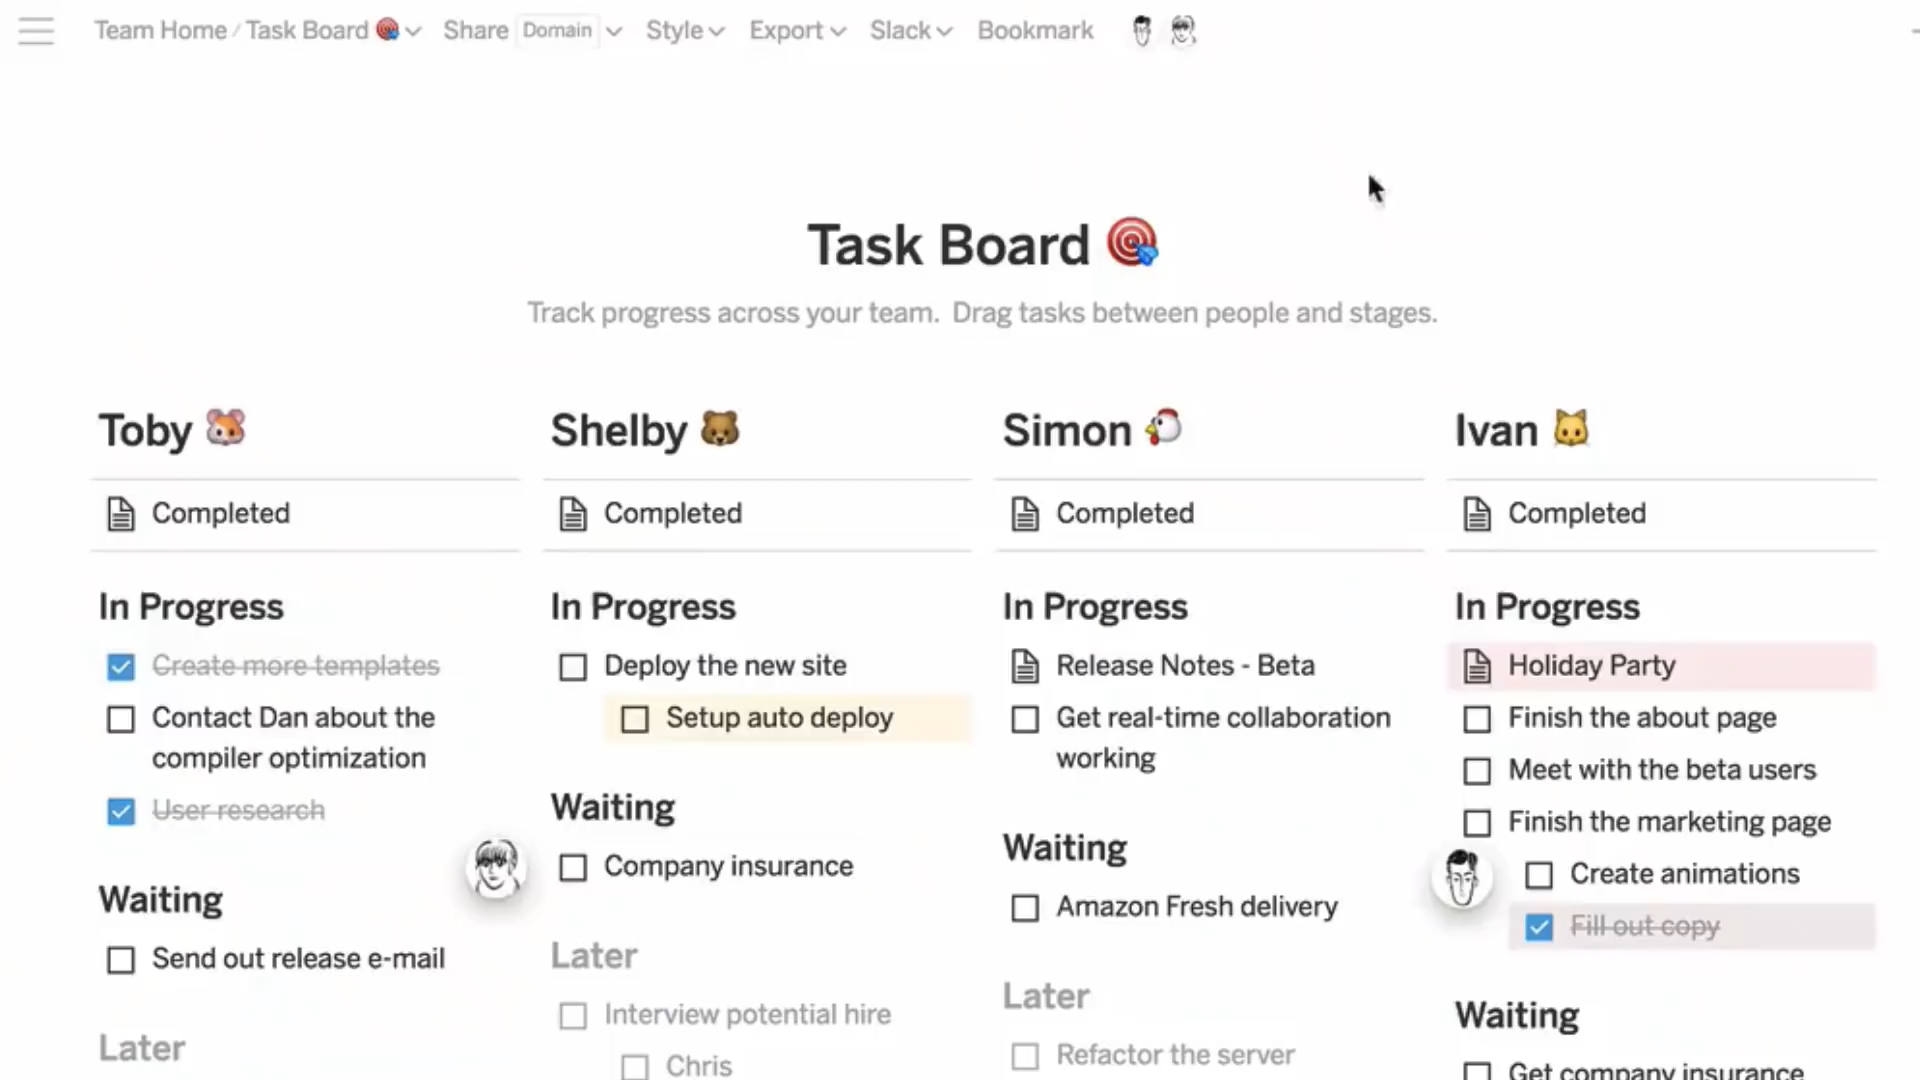 Team Home / Task Board Share Domain Style Export Slack Bookmark
Task Board
Track progress across your team. Drag tasks between people and stages.
Toby
Completed
In Progress
Create more templates
Contact Dan about the
compiler optimization
User research
Waiting
Send out release e-mail
Later
Shelby
Completed
In Progress
Deploy the new site
Setup auto deploy
Waiting
Company insurance
Later
Interview potential hire
Chris
Simon
Completed
In Progress
Release Notes - Beta
Get real-time collaboration
working
Waiting
Amazon Fresh delivery
Later
Refactor the server
Ivan
Completed
In Progress
Holiday Party
Finish the about page
Meet with the beta users
Finish the marketing page
Create animations
Fill out copy
Waiting
Get company insurance